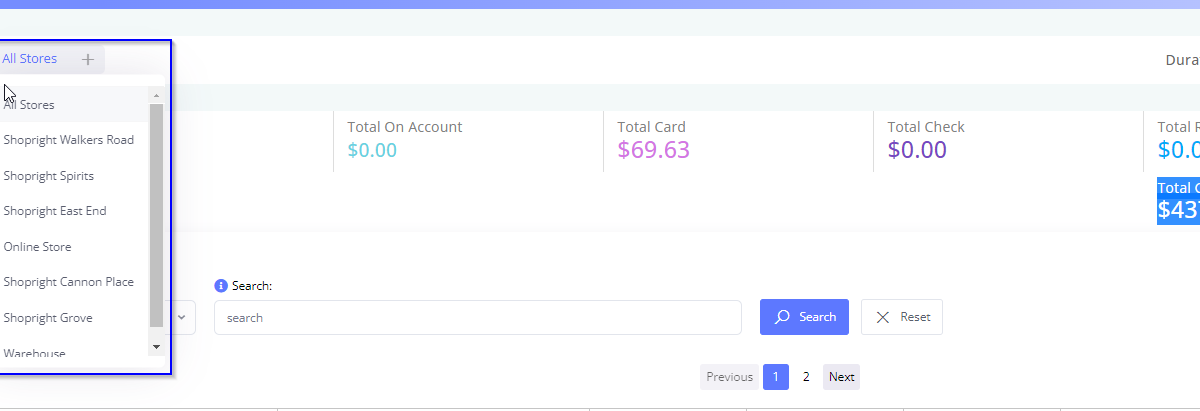 All Stores
Dura
All Stores
Shopright Walkers Road
Shopright Spirits
Shopright East End
Online Store
Shopright Cannon Place
Shopright Grove
Warehouse
Total On Account
$0.00
Total Card
$69.63
Total Check
$0.00
Total R
$0.0
Total C
$437
Search:
search
Search
Reset
Previous 1 2 Next